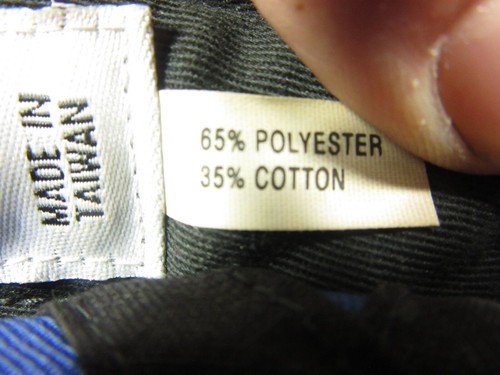 MADE IN
TAIWAN
65% POLYESTER
35% COTTON